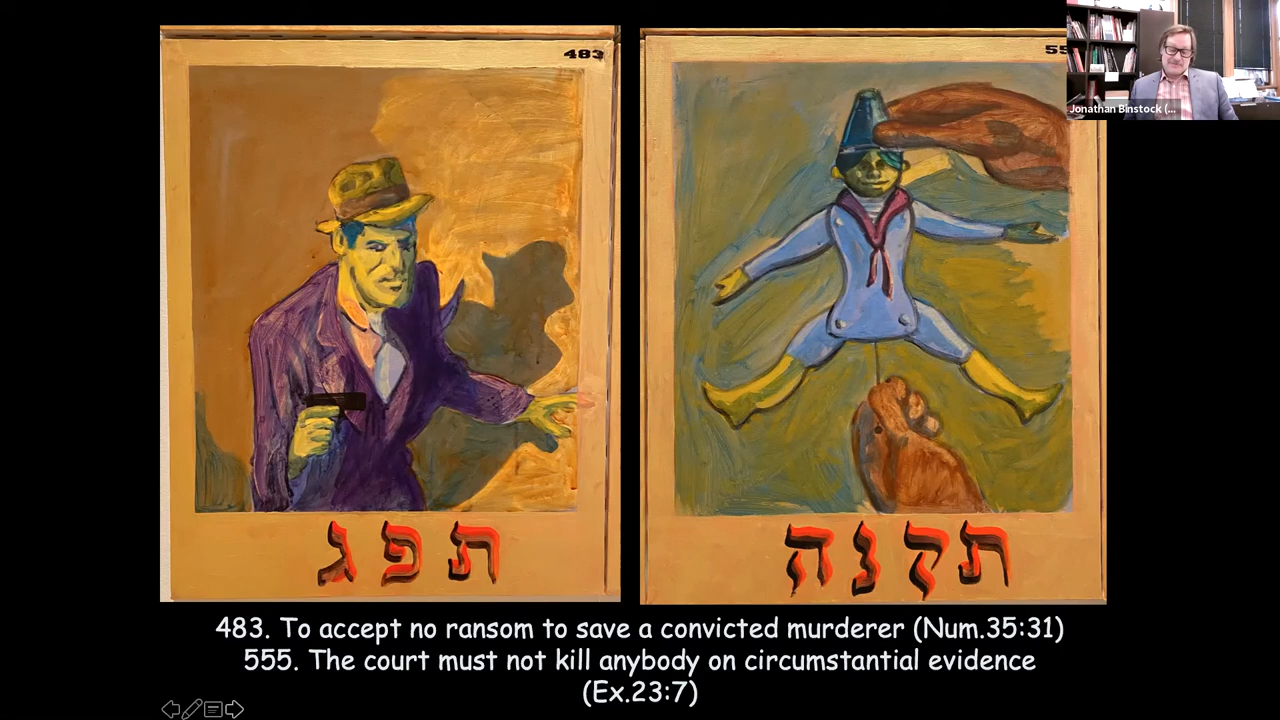 483
55
Jonathan Binstock (...
תפג
תקנה
483. To accept no ransom to save a convicted murderer (Num.35:31)
555. The court must not kill anybody on circumstantial evidence
(Ex.23:7)